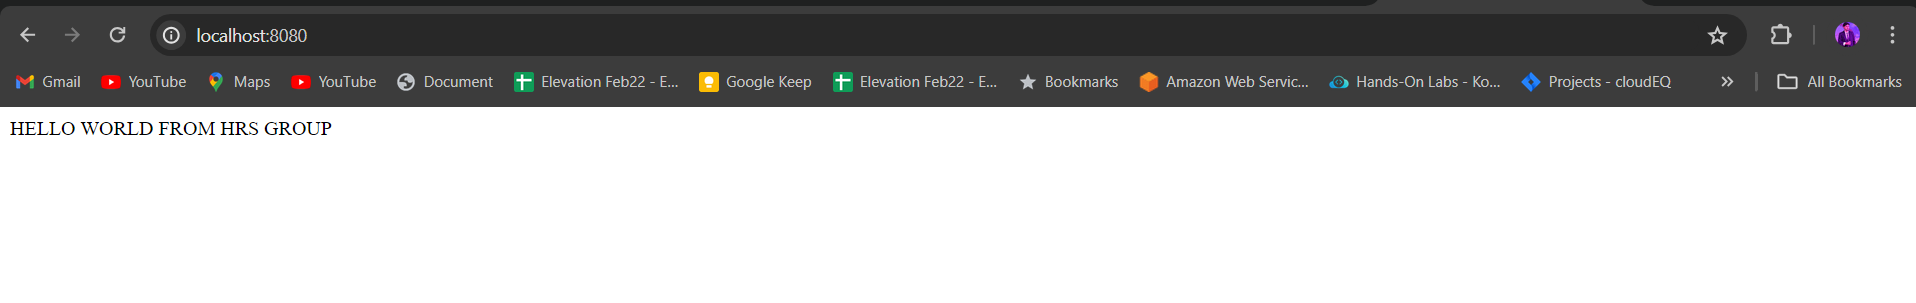 localhost:8080
Gmail YouTube Maps YouTube Document Elevation Feb22 - E... Google Keep Elevation Feb22 - E... Bookmarks Amazon Web Servic... Hands-On Labs - Ko... Projects - cloudEQ » All Bookmarks
HELLO WORLD FROM HRS GROUP